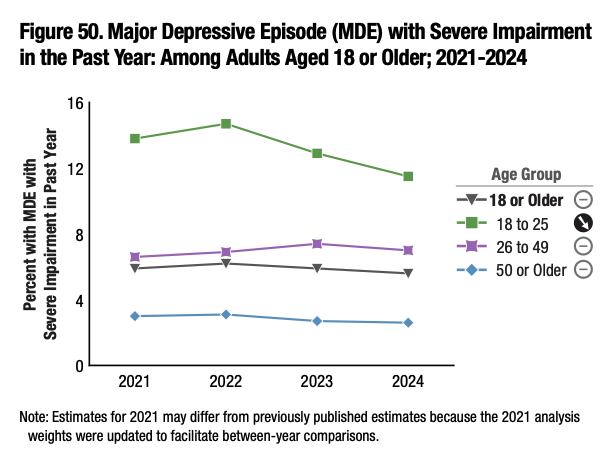 Figure 50. Major Depressive Episode (MDE) with Severe Impairment
in the Past Year: Among Adults Aged 18 or Older; 2021-2024
Percent with MDE with
Severe Impairment in Past Year
16
12
8
4
0
2021
2022
2023
2024
Age Group
18 or Older
18 to 25
26 to 49
50 or Older
Note: Estimates for 2021 may differ from previously published estimates because the 2021 analysis
weights were updated to facilitate between-year comparisons.